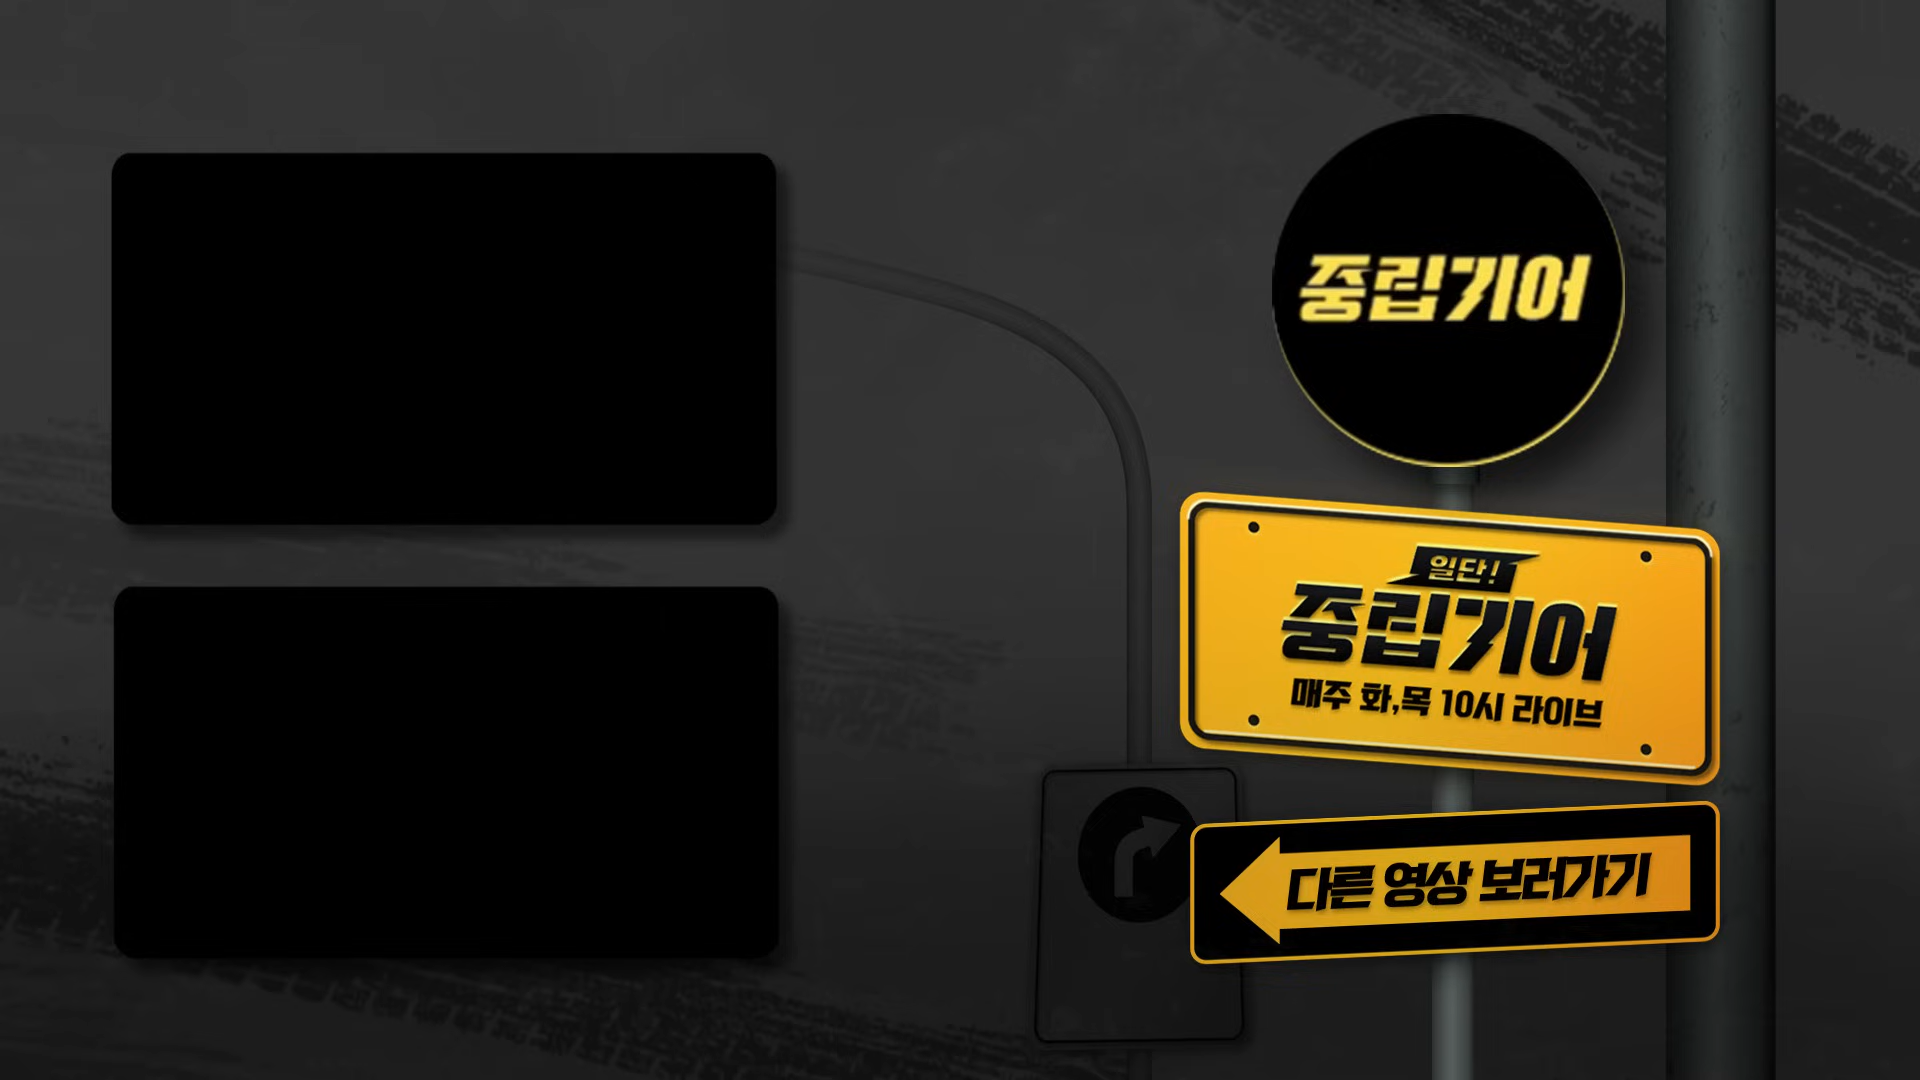 중립기어
일단!
중립기어
매주 화,목 10시 라이브
다른 영상 보러가기